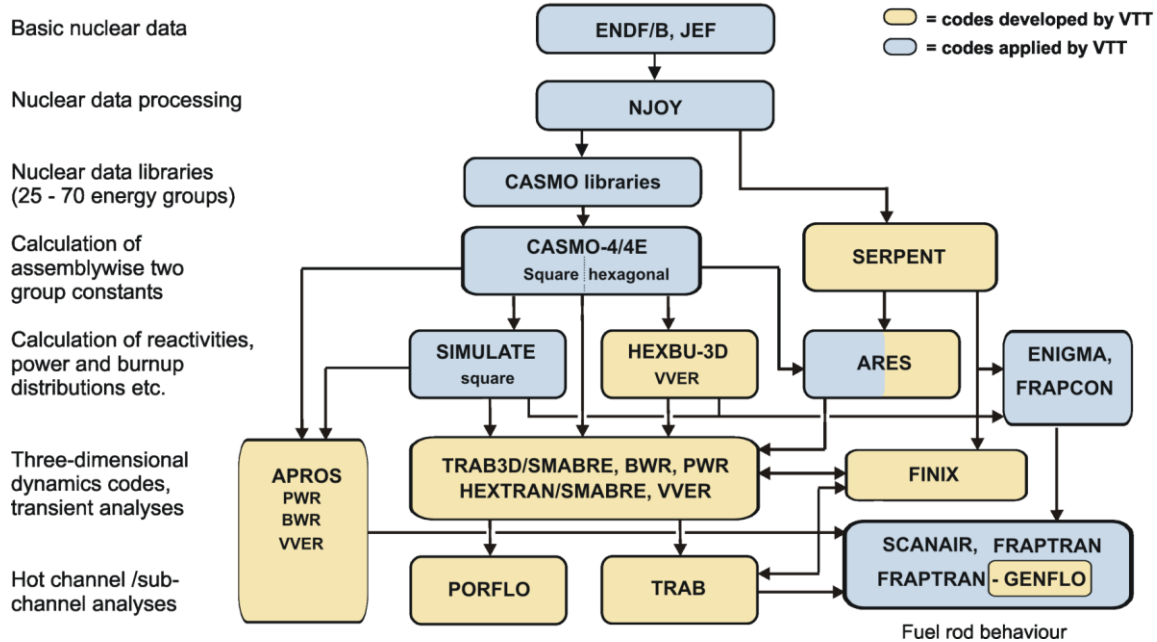 Basic nuclear data
ENDF/B, JEF
= codes developed by VTT
= codes applied by VTT
Nuclear data processing
NJOY
Nuclear data libraries
(25 - 70 energy groups)
CASMO libraries
Calculation of
assemblywise two
group constants
CASMO-4/4E
Square hexagonal
SERPENT
Calculation of reactivities,
power and burnup
distributions etc.
SIMULATE
square
HEXBU-3D
VVER
ARES
ENIGMA,
FRAPCON
Three-dimensional
dynamics codes,
transient analyses
APROS
PWR
BWR
VVER
TRAB3D/SMABRE, BWR, PWR
HEXTRAN/SMABRE, VVER
FINIX
Hot channel /sub-
channel analyses
PORFLO
TRAB
SCANAIR, FRAPTRAN
FRAPTRAN - GENFLO
Fuel rod behaviour